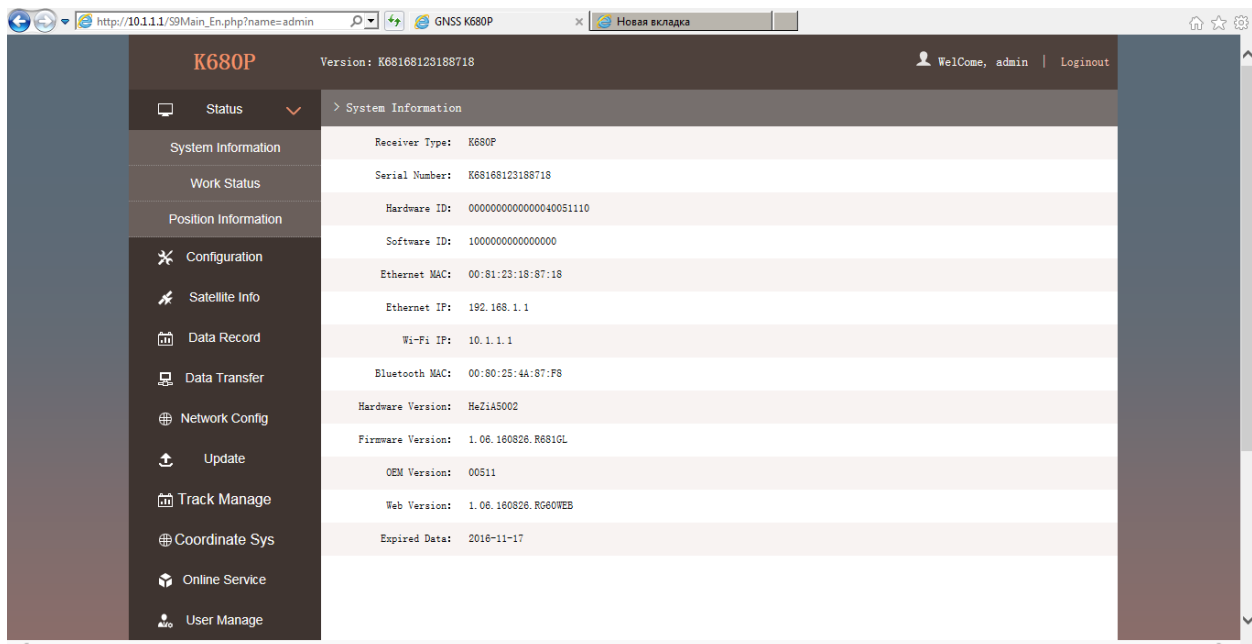 http://10.1.1.1/S9Main_En.php?name=admin
GNSS K680P
Новая вкладка
K680P
Version: K68168123188718
WelCome, admin | Loginout
Status
System Information
Work Status
Position Information
Configuration
Satellite Info
Data Record
Data Transfer
Network Config
Update
Track Manage
Coordinate Sys
Online Service
User Manage
> System Information
Receiver Type: K680P
Serial Number: K68168123188718
Hardware ID: 0000000000000040051110
Software ID: 1000000000000000
Ethernet MAC: 00:81:23:18:87:18
Ethernet IP: 192.168.1.1
Wi-Fi IP: 10.1.1.1
Bluetooth MAC: 00:80:25:4A:87:F8
Hardware Version: HeZiA5002
Firmware Version: 1.06.160826.R681GL
OEM Version: 00511
Web Version: 1.06.160826.RG60WEB
Expired Data: 2016-11-17